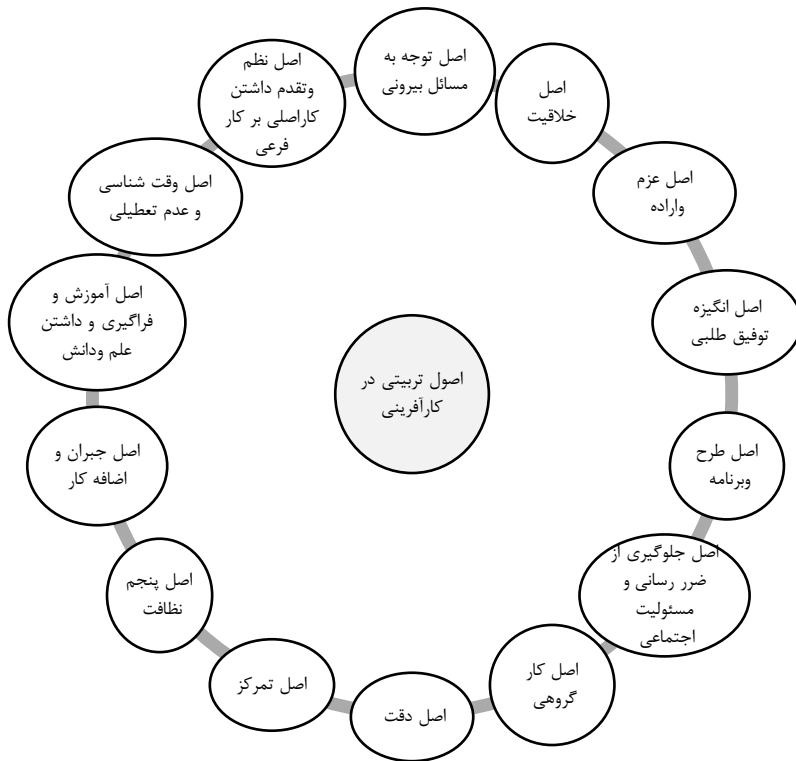 اصل توجه به
مسائل بیرونی
اصل
خلاقیت
اصل عزم
واراده
اصل انگیزه
توفیق طلبی
اصل طرح
وبرنامه
اصل جلوگیری از
ضرر رسانی و
مسئولیت
اجتماعی
اصل کار
گروهی
اصل دقت
اصل تمرکز
اصل پنجم
نظافت
اصل جبران و
اضافه کار
اصل آموزش و
فراگیری و داشتن
علم ودانش
اصل وقت شناسی
و عدم تعطیلی
اصل نظم
وتقدم داشتن
کاراصلی بر کار
فرعی
اصول تربیتی در
کارآفرینی